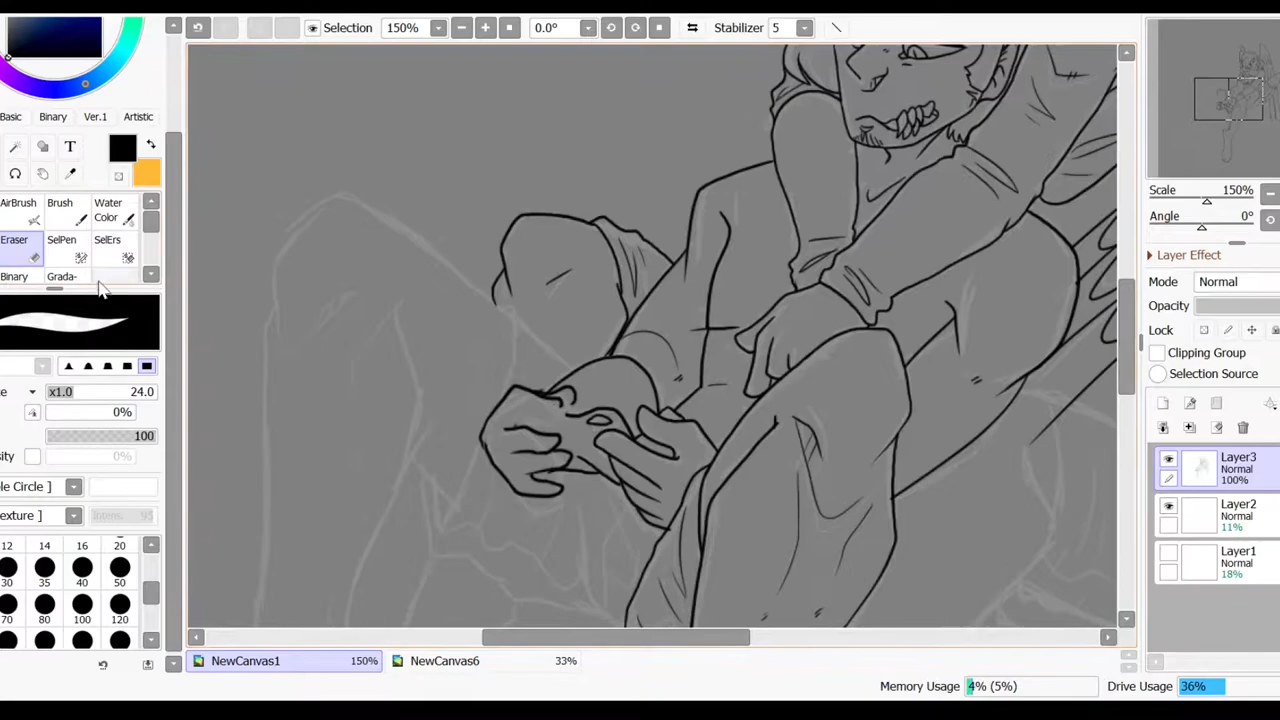 Selection 150% 0.0° Stabilizer 5
Basic Binary Ver.1 Artistic
T
AirBrush Brush Water Color
Eraser SelPen SelErs
Binary Grada-
x1.0 24.0
0%
100
0%
12 14 16 20
30 35 40 50
70 80 100 120
Scale 150%
Angle 0°
Layer Effect
Mode Normal
Opacity
Lock
Clipping Group
Selection Source
Layer3
Normal
100%
Layer2
Normal
11%
Layer1
Normal
18%
NewCanvas1 150% NewCanvas6 33%
Memory Usage 4% (5%) Drive Usage 36%